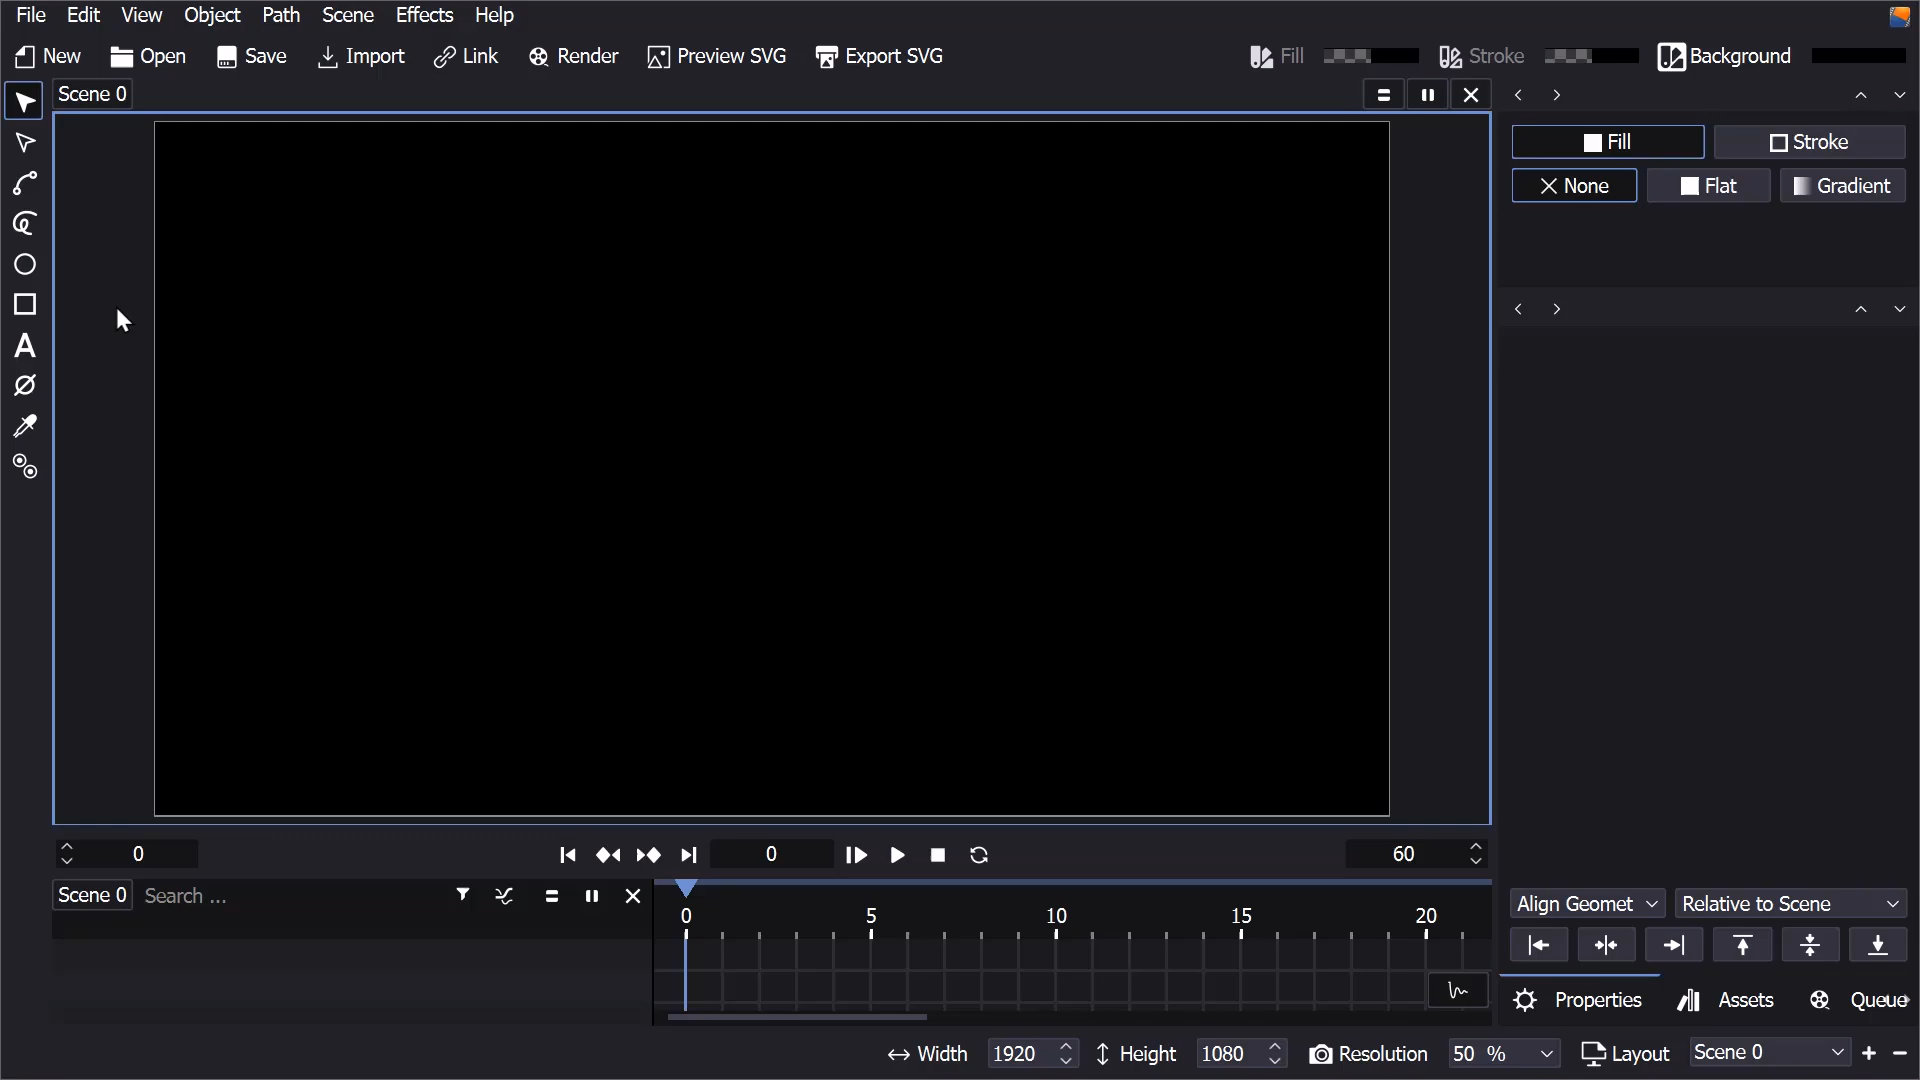 File Edit View Object Path Scene Effects Help
New Open Save Import Link Render Preview SVG Export SVG Fill Stroke Background
Scene 0
Fill Stroke
None Flat Gradient
0 0 60
Scene 0 Search ...
0 5 10 15 20
Align Geomet Relative to Scene
Properties Assets Queue
Width 1920 Height 1080 Resolution 50 % Layout Scene 0